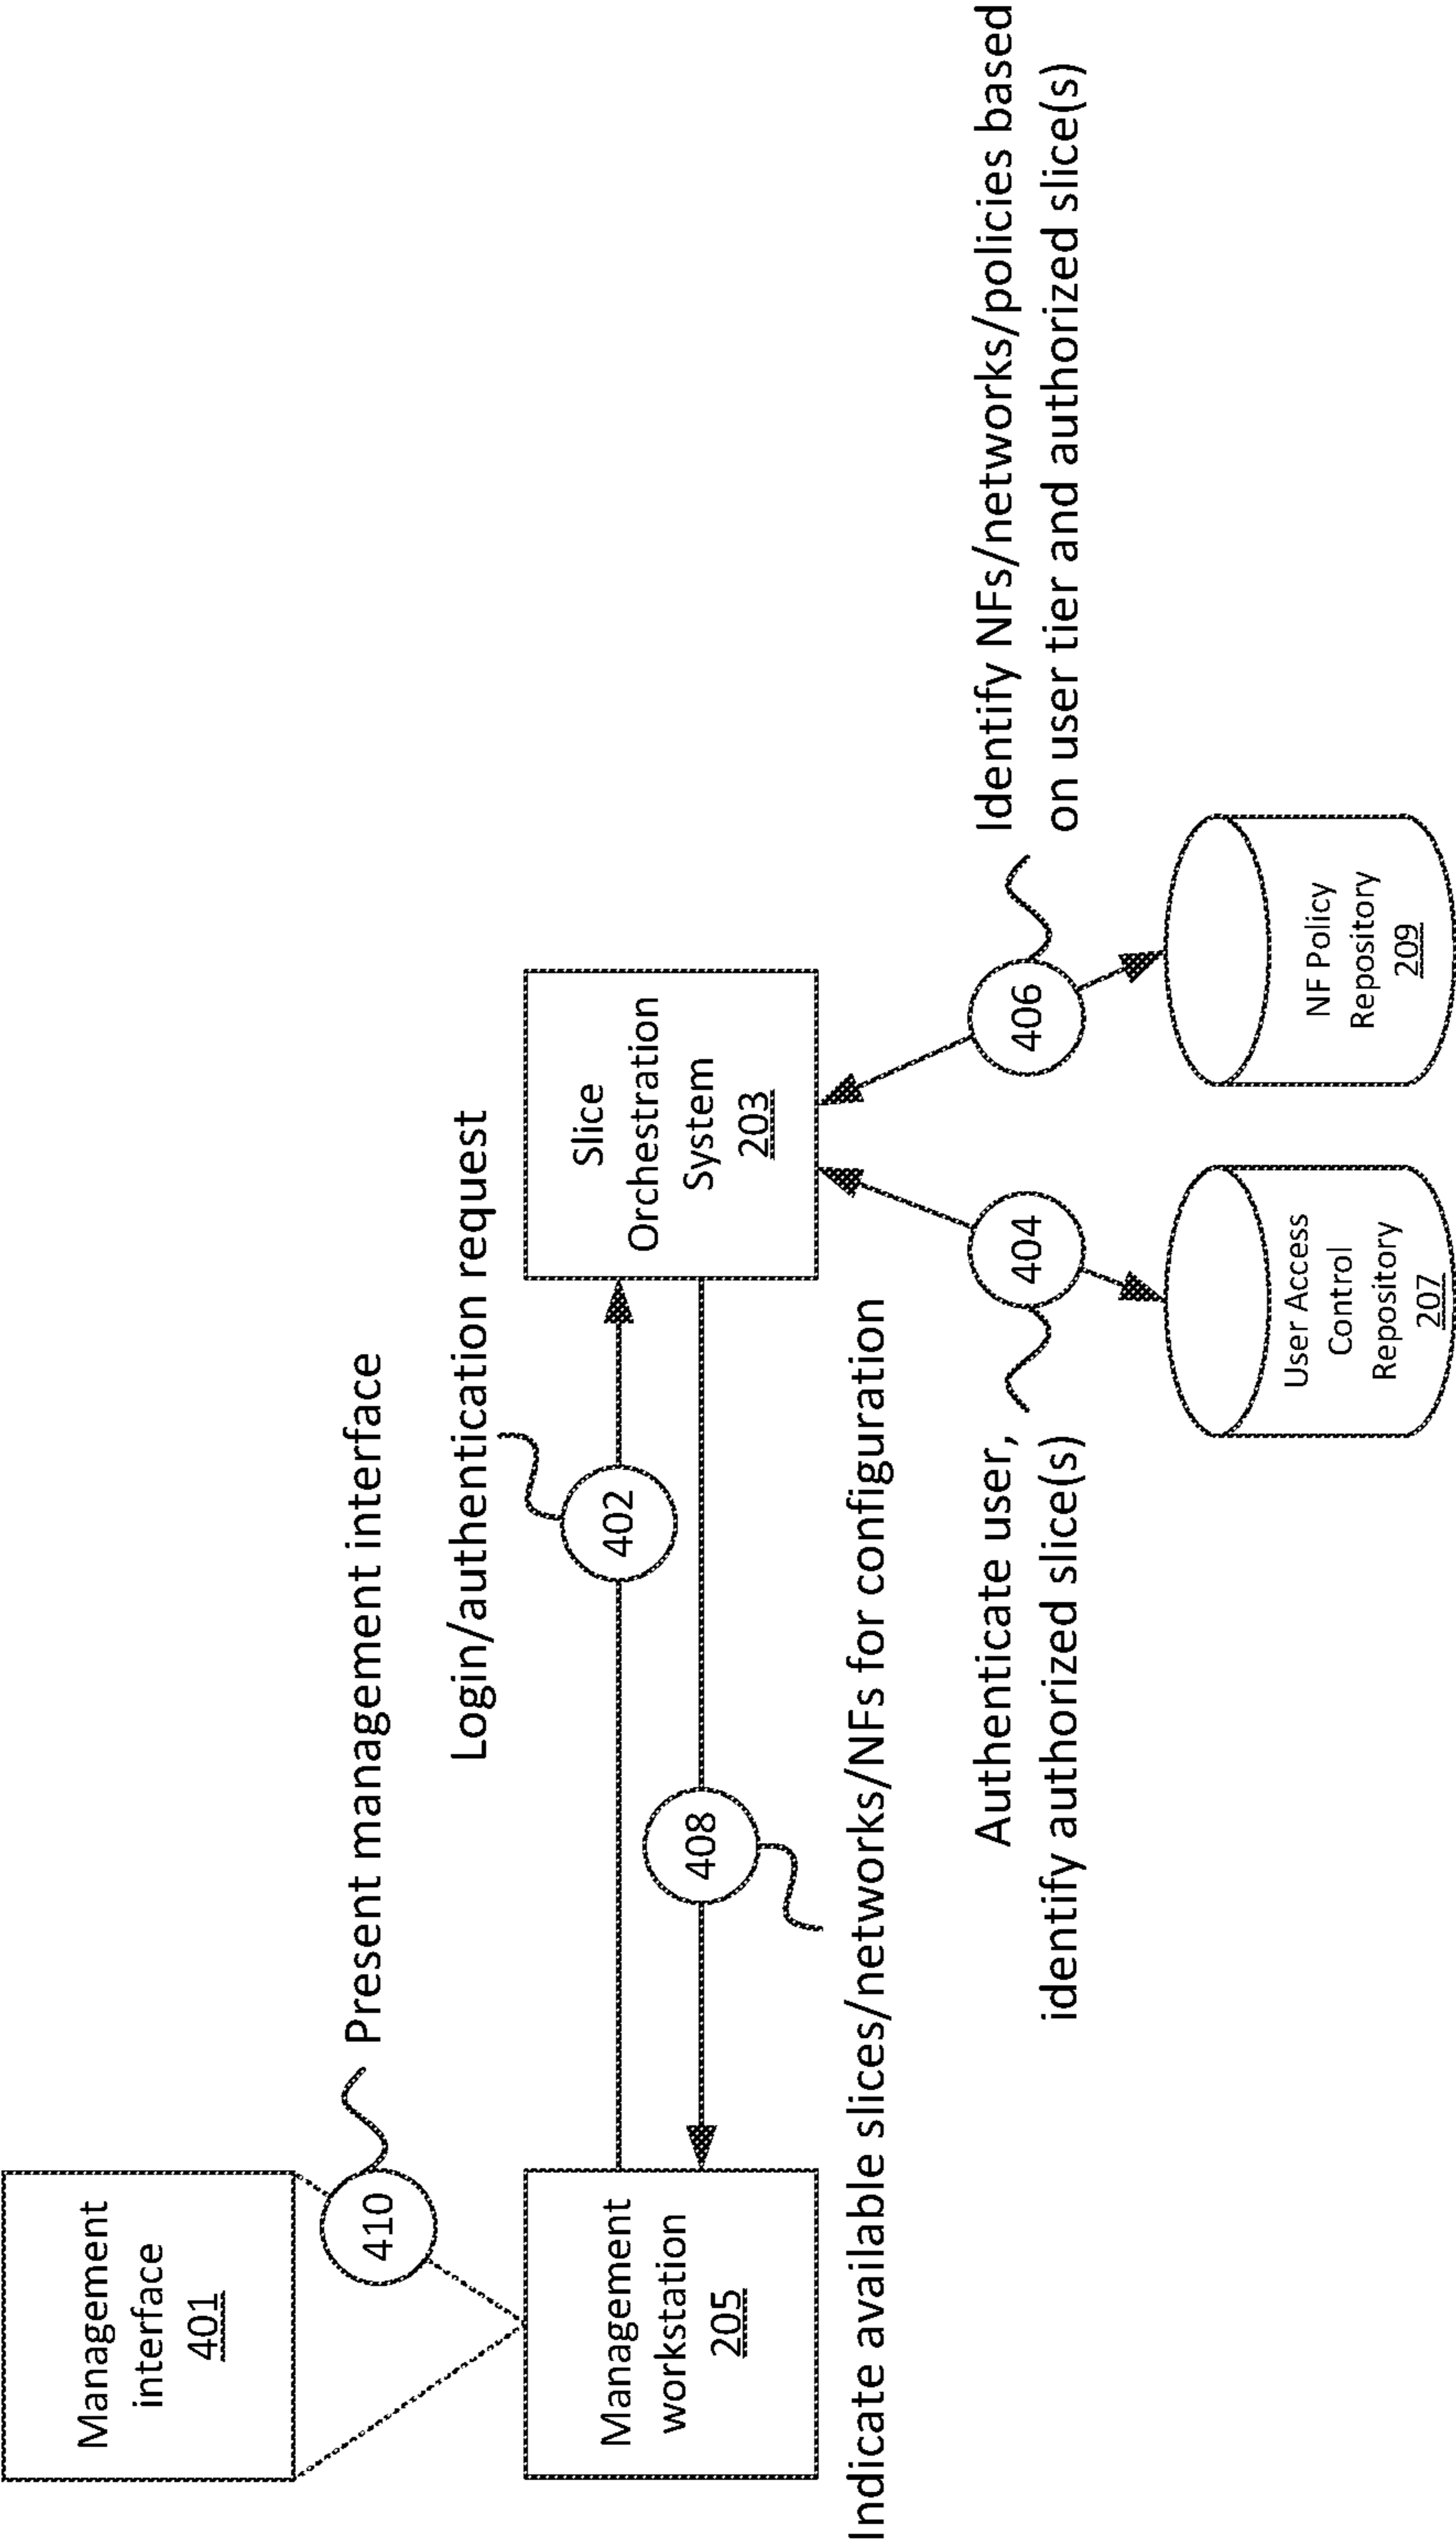 Management
interface
401
410
Present management interface
Login/authentication request
402
Management
workstation
205
408
Slice
Orchestration
System
203
Indicate available slices/networks/NFs for configuration
Authenticate user,
identify authorized slice(s)
404
406
Identify NFs/networks/policies based
on user tier and authorized slice(s)
User Access
Control
Repository
207
NF Policy
Repository
209